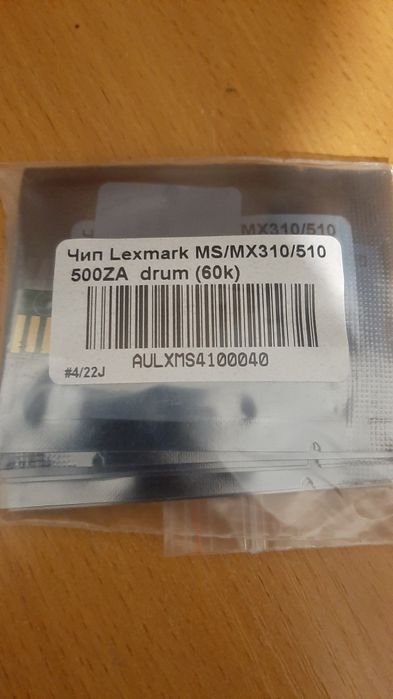 MX310/510
Чип Lexmark MS/MX310/510
500ZA drum (60k)
AULXMS4100040
#4/22J